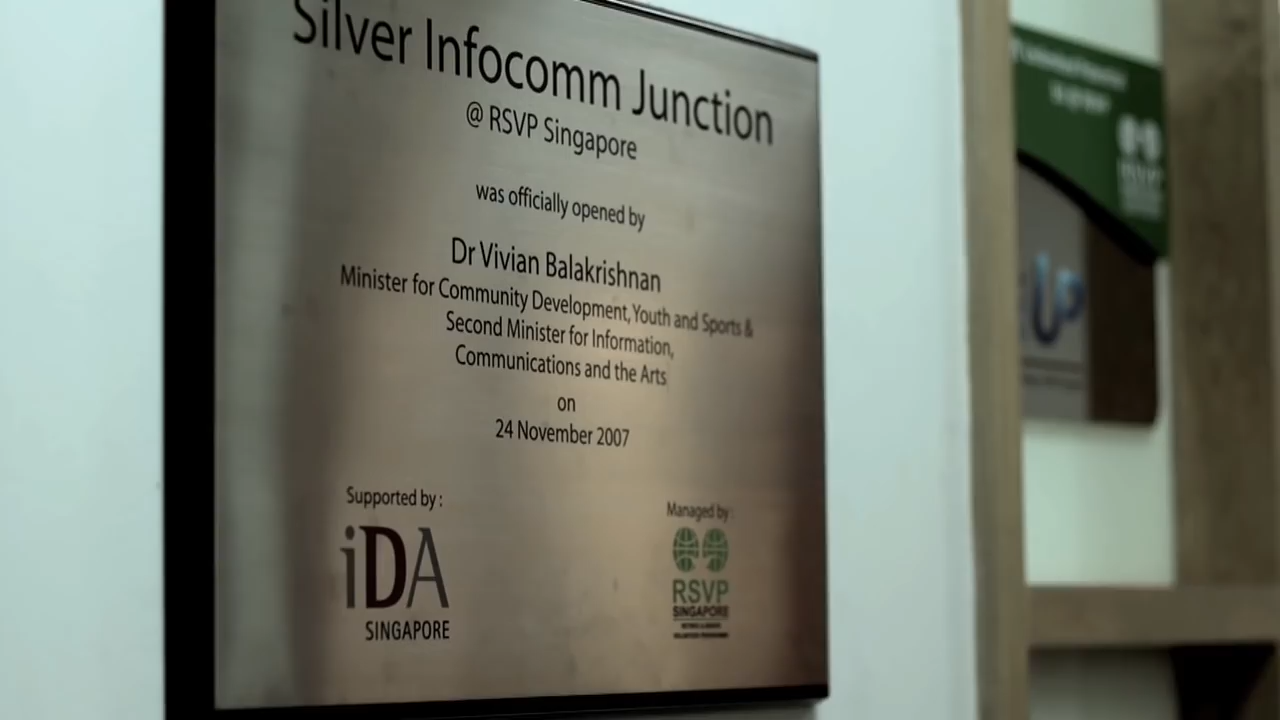 Silver Infocomm Junction
@ RSVP Singapore
was officially opened by
Dr Vivian Balakrishnan
Minister for Community Development, Youth and Sports &
Second Minister for Information,
Communications and the Arts
on
24 November 2007
Supported by :
iDA
SINGAPORE
Managed by :
RSVP
SINGAPORE